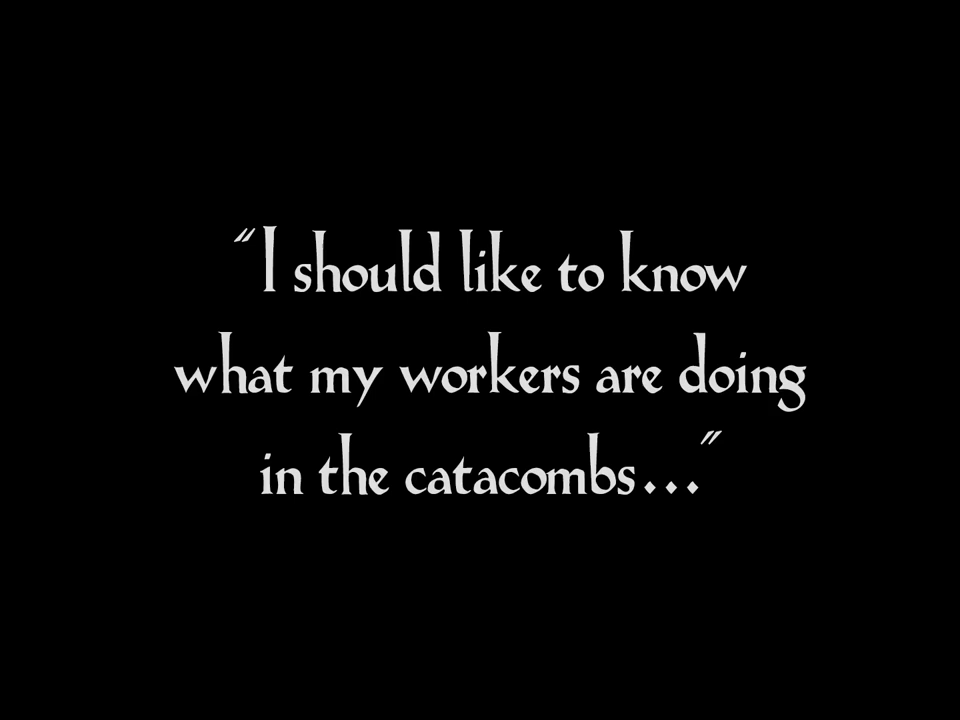 "I should like to know
what my workers are doing
in the catacombs..."